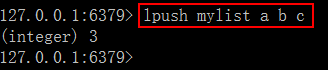 127.0.0.1:6379> lpush mylist a b c
(integer) 3
127.0.0.1:6379>